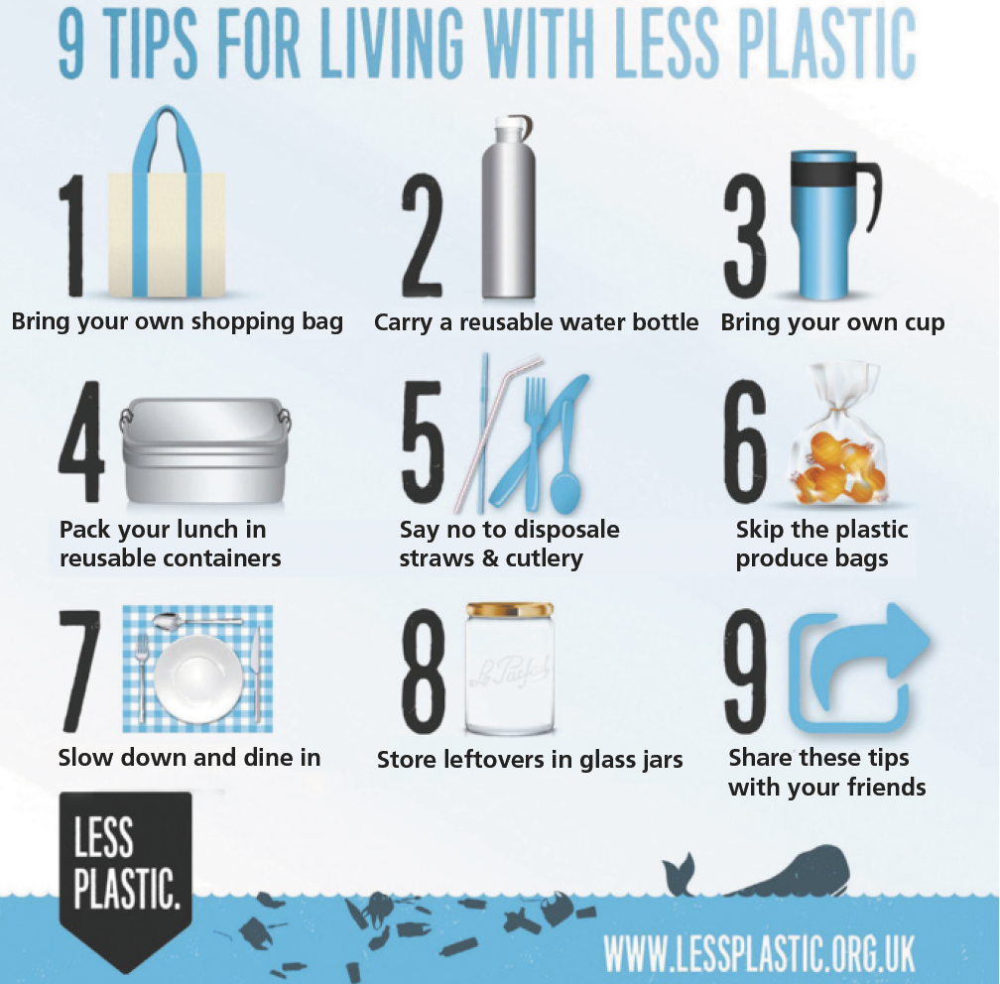 9 TIPS FOR LIVING WITH LESS PLASTIC
1
Bring your own shopping bag
2
Carry a reusable water bottle
3
Bring your own cup
4
Pack your lunch in
reusable containers
5
Say no to disposale
straws & cutlery
6
Skip the plastic
produce bags
7
Slow down and dine in
8
Le Parfait
Store leftovers in glass jars
9
Share these tips
with your friends
LESS
PLASTIC.
WWW.LESSPLASTIC.ORG.UK